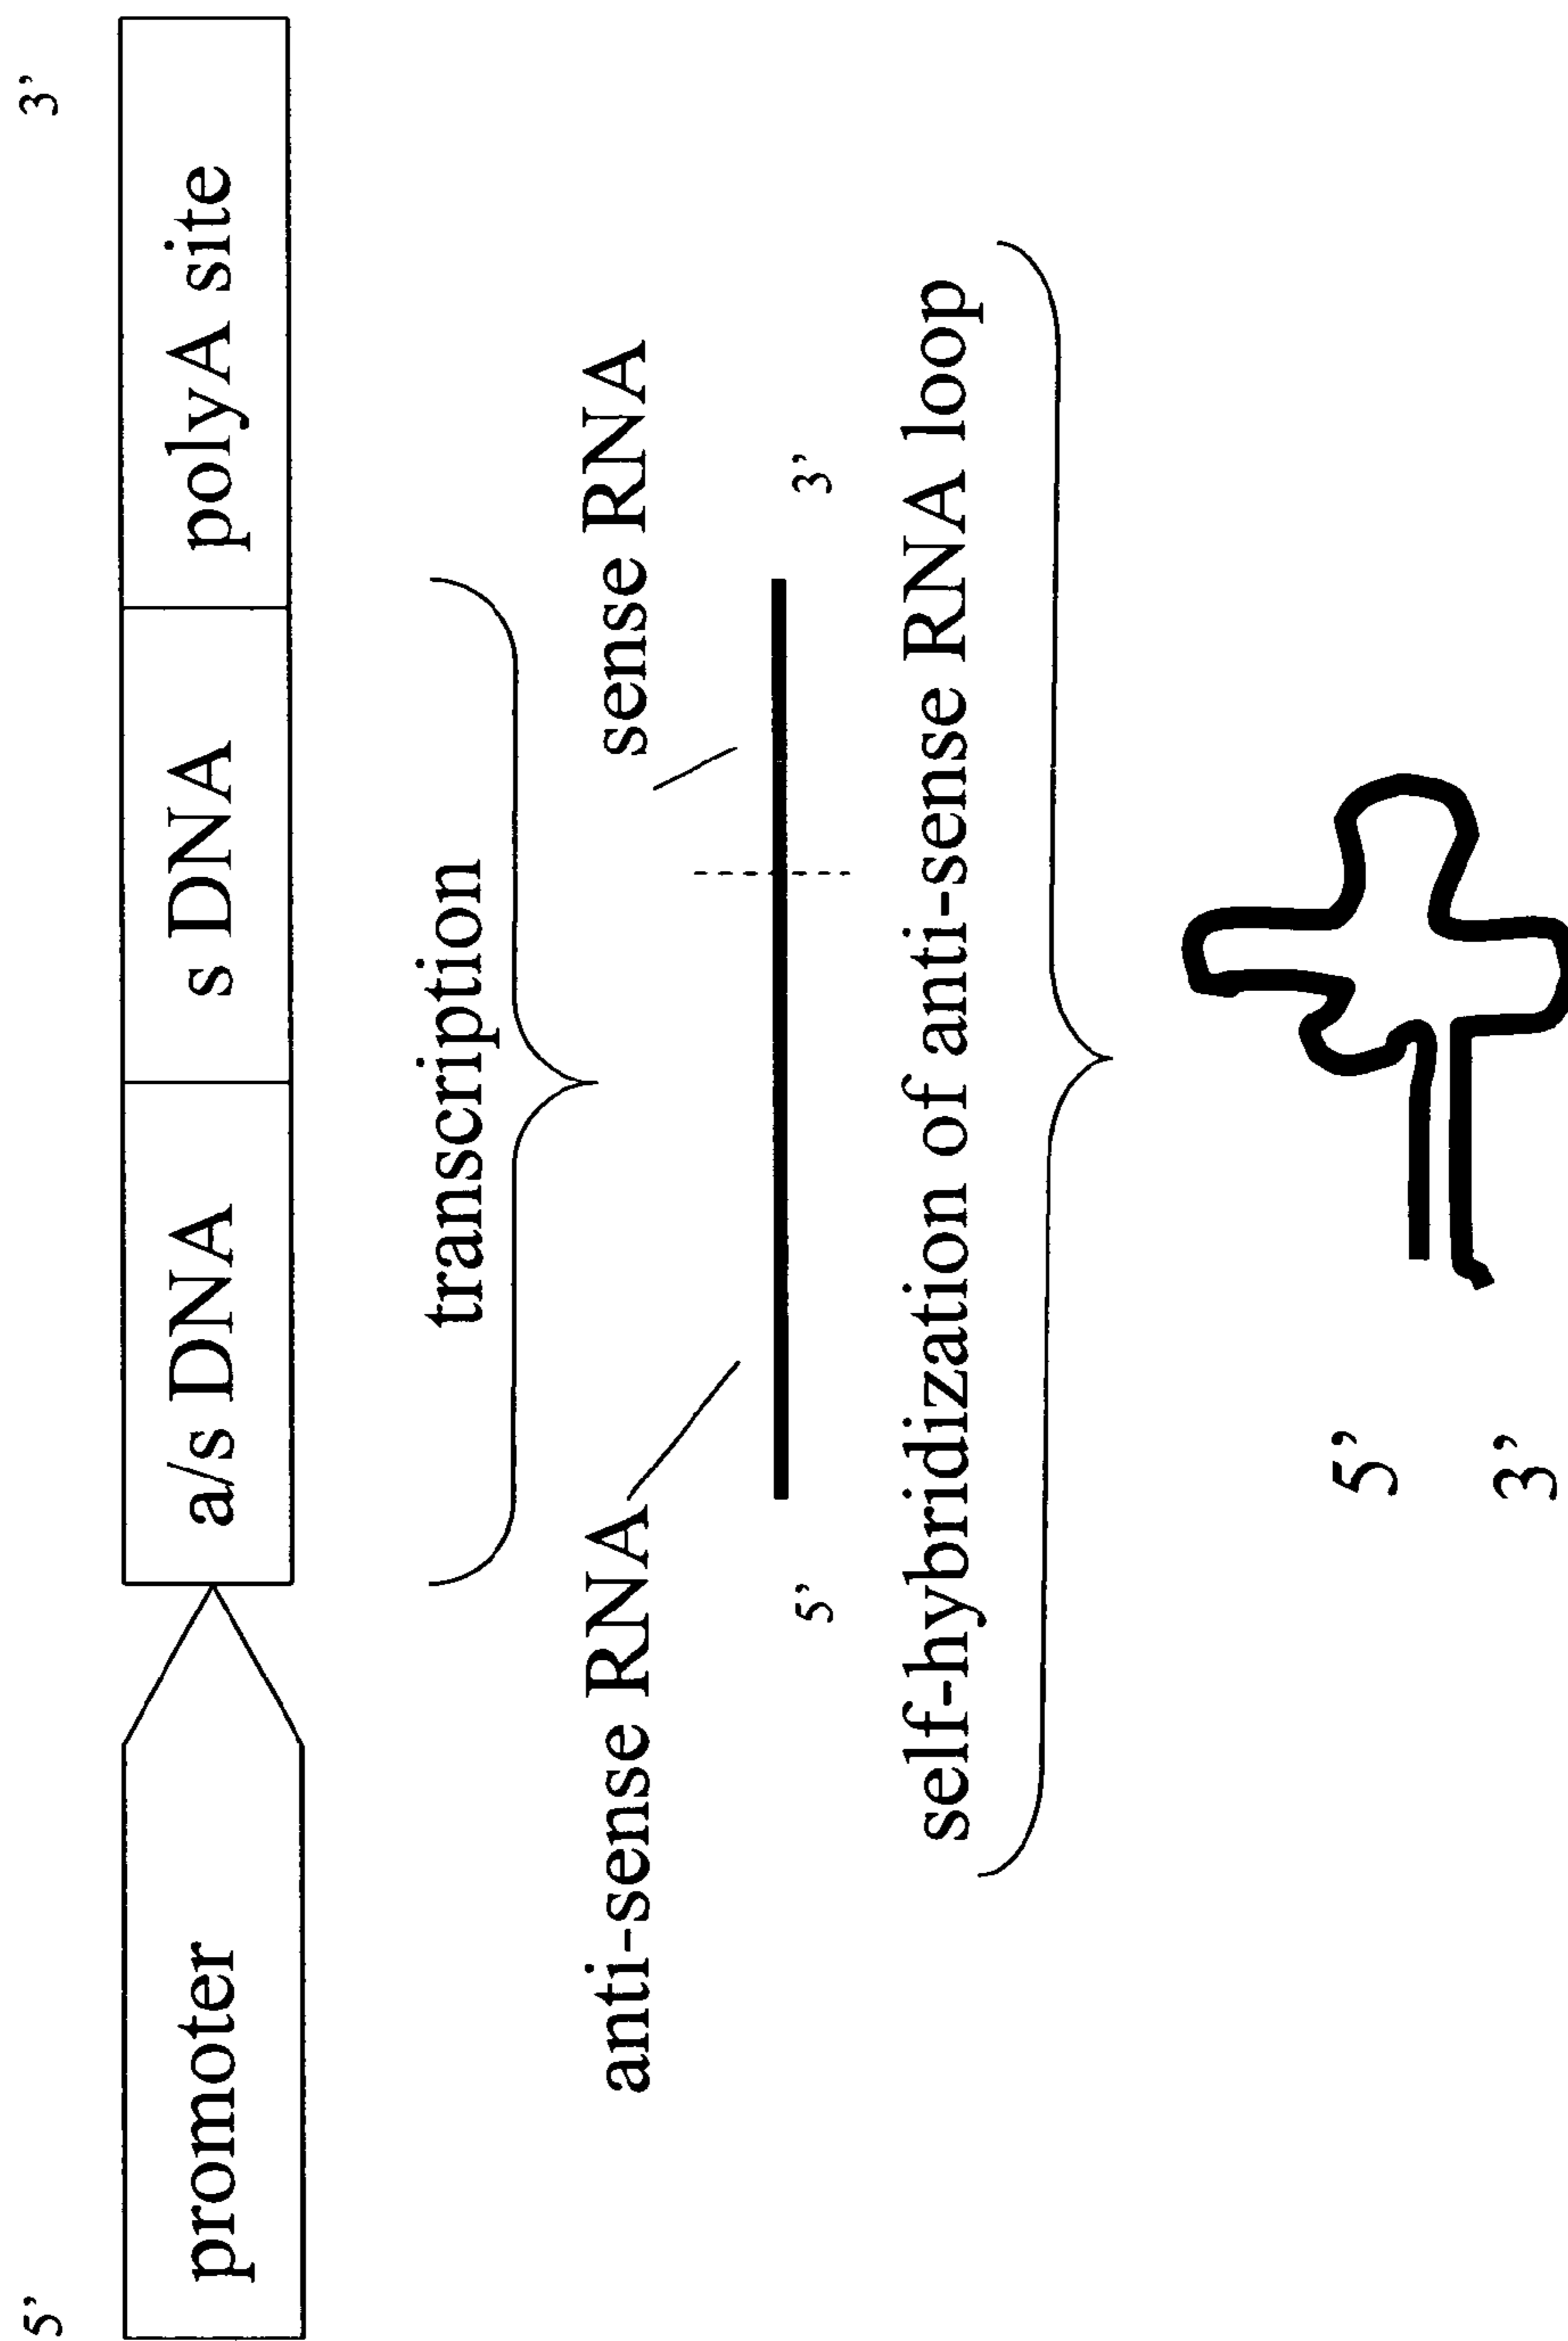 5' 3'
promoter a/s DNA s DNA polyA site
transcription
anti-sense RNA sense RNA
5' 3'
self-hybridization of anti-sense RNA loop
5'
3'